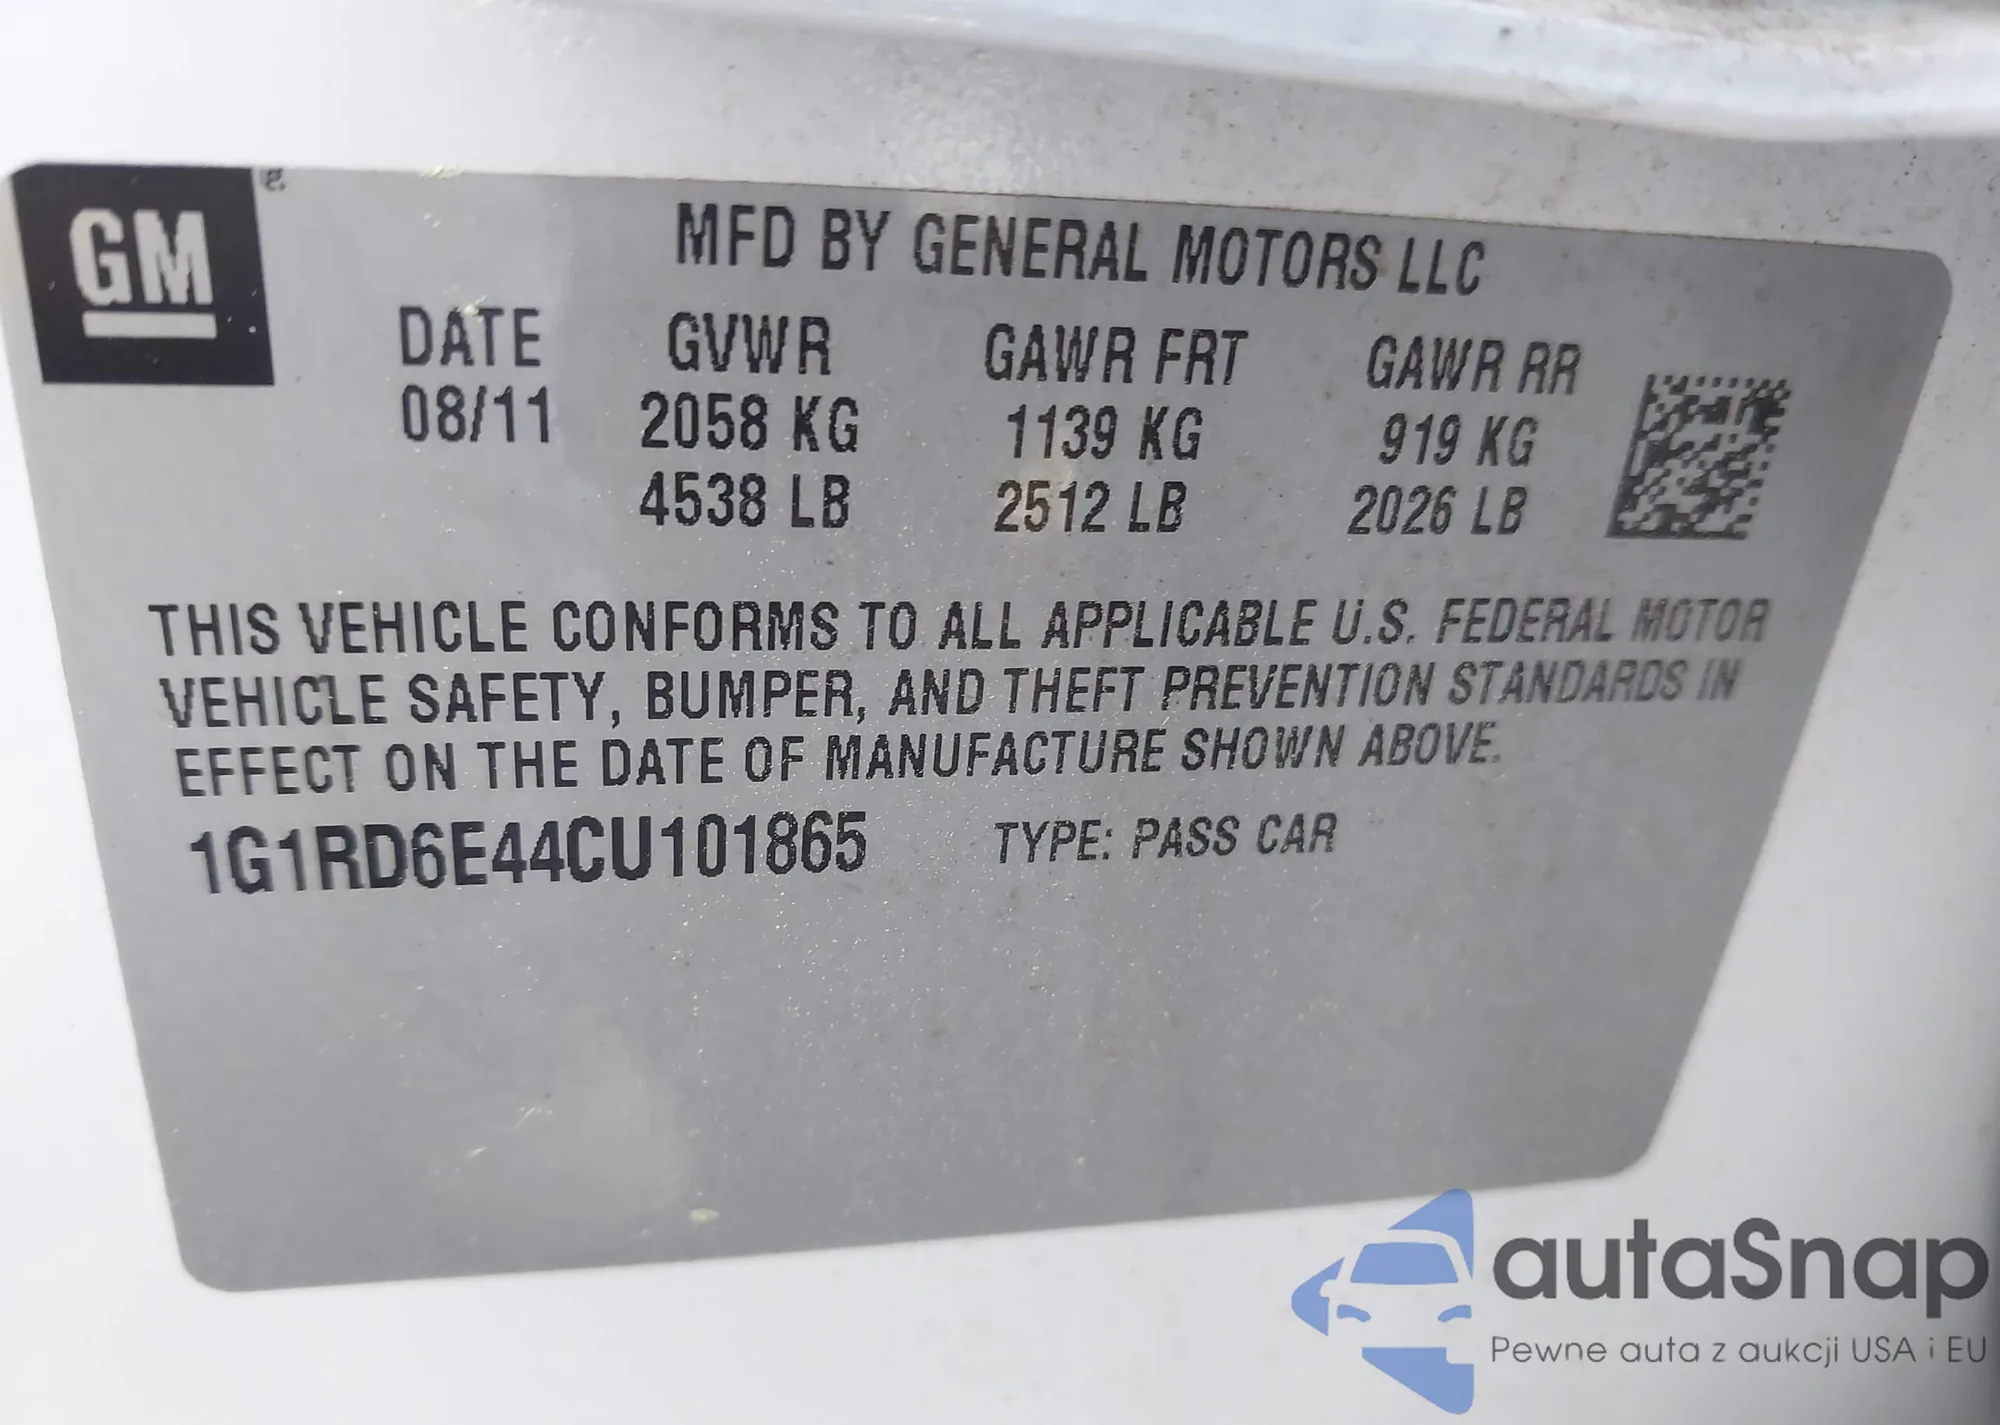 GM
MFD BY GENERAL MOTORS LLC
DATE GVWR GAWR FRT GAWR RR
08/11 2058 KG 1139 KG 919 KG
4538 LB 2512 LB 2026 LB
THIS VEHICLE CONFORMS TO ALL APPLICABLE U.S. FEDERAL MOTOR
VEHICLE SAFETY, BUMPER, AND THEFT PREVENTION STANDARDS IN
EFFECT ON THE DATE OF MANUFACTURE SHOWN ABOVE.
1G1RD6E44CU101865 TYPE: PASS CAR
autaSnap
Pewne auta z aukcji USA i EU